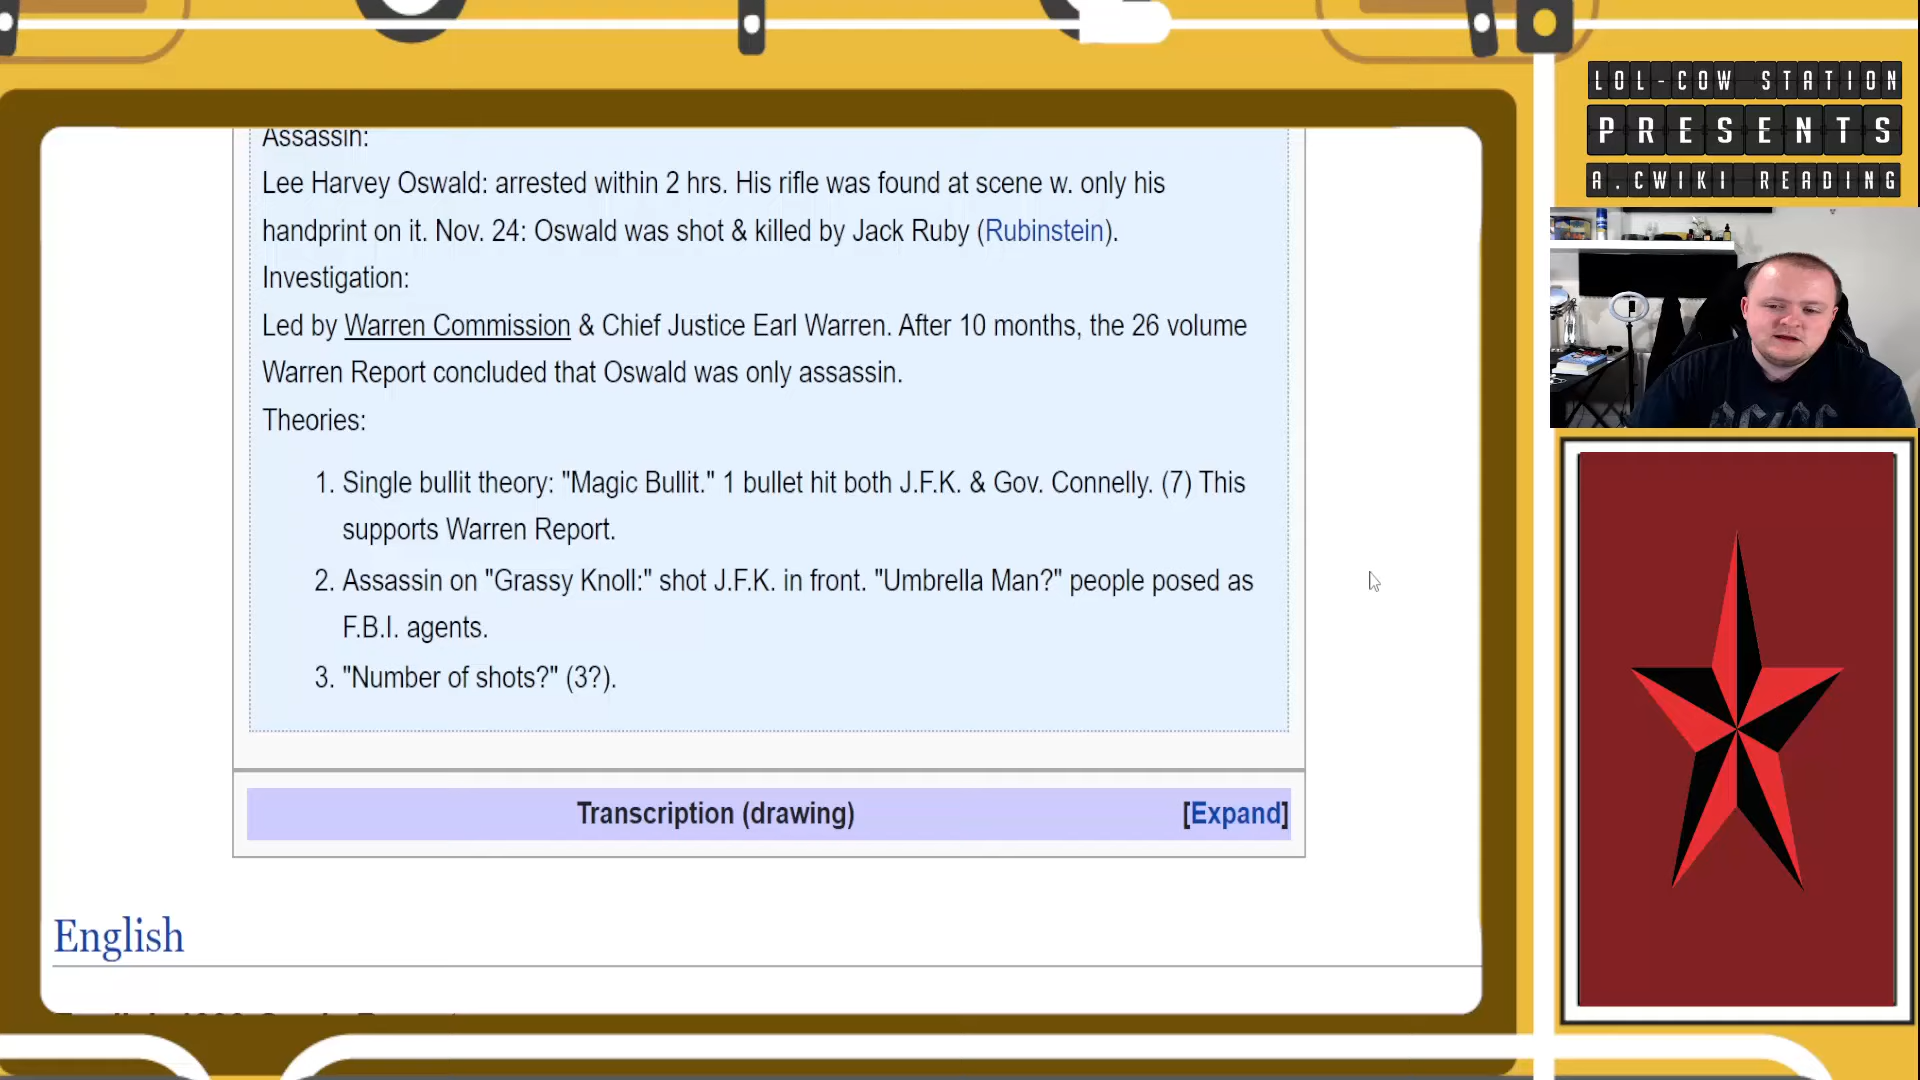 LOL-COW STATION
PRESENTS
A.CWIKI READING
Assassin:
Lee Harvey Oswald: arrested within 2 hrs. His rifle was found at scene w. only his
handprint on it. Nov. 24: Oswald was shot & killed by Jack Ruby (Rubinstein).
Investigation:
Led by Warren Commission & Chief Justice Earl Warren. After 10 months, the 26 volume
Warren Report concluded that Oswald was only assassin.
Theories:
1. Single bullit theory: "Magic Bullit." 1 bullet hit both J.F.K. & Gov. Connelly. (7) This
supports Warren Report.
2. Assassin on "Grassy Knoll:" shot J.F.K. in front. "Umbrella Man?" people posed as
F.B.I. agents.
3. "Number of shots?" (3?).
Transcription (drawing) [Expand]
English